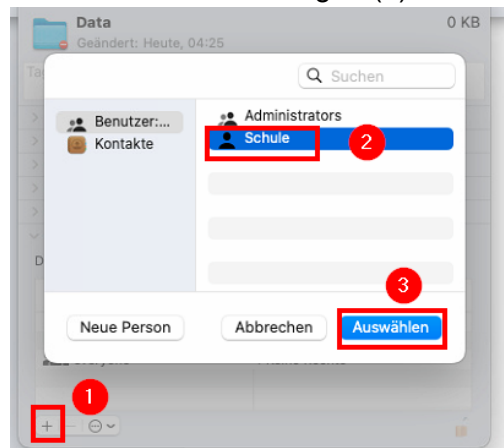 Data 0 KB
Geändert: Heute, 04:25
Suchen
Benutzer:...
Kontakte
Administrators
Schule
2
3
Neue Person
Abbrechen
Auswählen
1
+